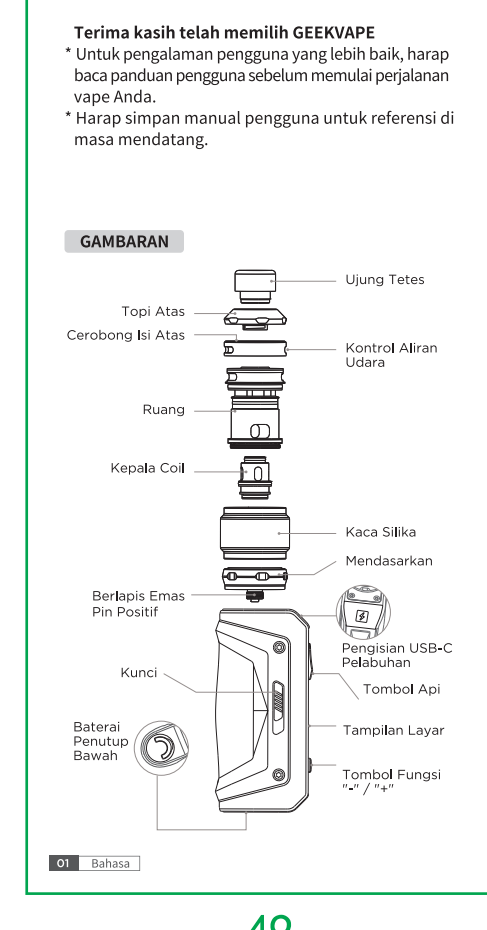 Terima kasih telah memilih GEEKVAPE
* Untuk pengalaman pengguna yang lebih baik, harap
baca panduan pengguna sebelum memulai perjalanan
vape Anda.
* Harap simpan manual pengguna untuk referensi di
masa mendatang.
GAMBARAN
Ujung Tetes
Topi Atas
Cerobong Isi Atas
Kontrol Aliran
Udara
Ruang
Kepala Coil
Kaca Silika
Mendasarkan
Berlapis Emas
Pin Positif
Pengisian USB-C
Pelabuhan
Kunci
Tombol Api
Baterai
Penutup
Bawah
Tampilan Layar
Tombol Fungsi
"-" / "+"
01 Bahasa